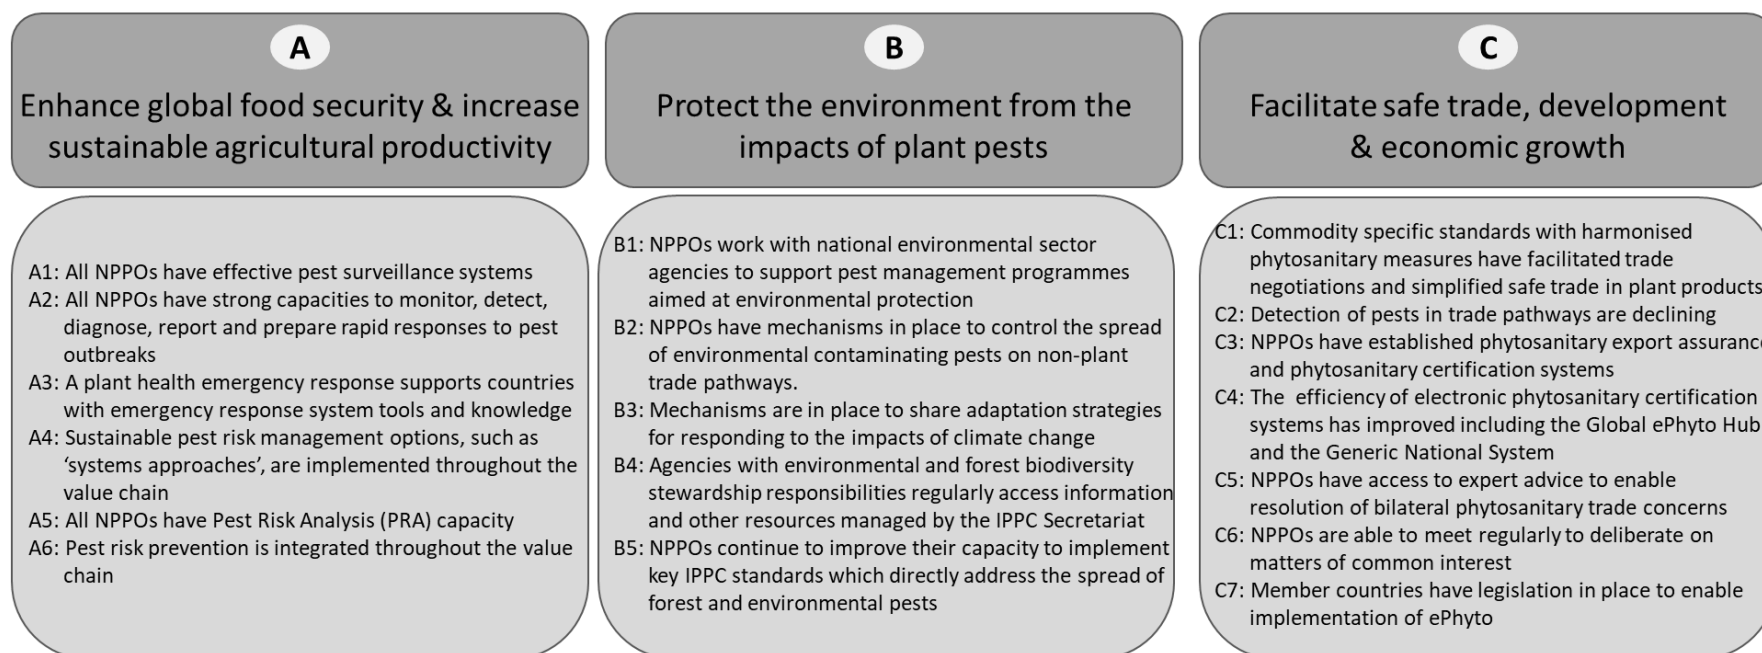 A
Enhance global food security & increase
sustainable agricultural productivity
A1: All NPPOs have effective pest surveillance systems
A2: All NPPOs have strong capacities to monitor, detect,
diagnose, report and prepare rapid responses to pest
outbreaks
A3: A plant health emergency response supports countries
with emergency response system tools and knowledge
A4: Sustainable pest risk management options, such as
‘systems approaches’, are implemented throughout the
value chain
A5: All NPPOs have Pest Risk Analysis (PRA) capacity
A6: Pest risk prevention is integrated throughout the value
chain
B
Protect the environment from the
impacts of plant pests
B1: NPPOs work with national environmental sector
agencies to support pest management programmes
aimed at environmental protection
B2: NPPOs have mechanisms in place to control the spread
of environmental contaminating pests on non-plant
trade pathways.
B3: Mechanisms are in place to share adaptation strategies
for responding to the impacts of climate change
B4: Agencies with environmental and forest biodiversity
stewardship responsibilities regularly access information
and other resources managed by the IPPC Secretariat
B5: NPPOs continue to improve their capacity to implement
key IPPC standards which directly address the spread of
forest and environmental pests
C
Facilitate safe trade, development
& economic growth
C1: Commodity specific standards with harmonised
phytosanitary measures have facilitated trade
negotiations and simplified safe trade in plant products
C2: Detection of pests in trade pathways are declining
C3: NPPOs have established phytosanitary export assurance
and phytosanitary certification systems
C4: The efficiency of electronic phytosanitary certification
systems has improved including the Global ePhyto Hub
and the Generic National System
C5: NPPOs have access to expert advice to enable
resolution of bilateral phytosanitary trade concerns
C6: NPPOs are able to meet regularly to deliberate on
matters of common interest
C7: Member countries have legislation in place to enable
implementation of ePhyto